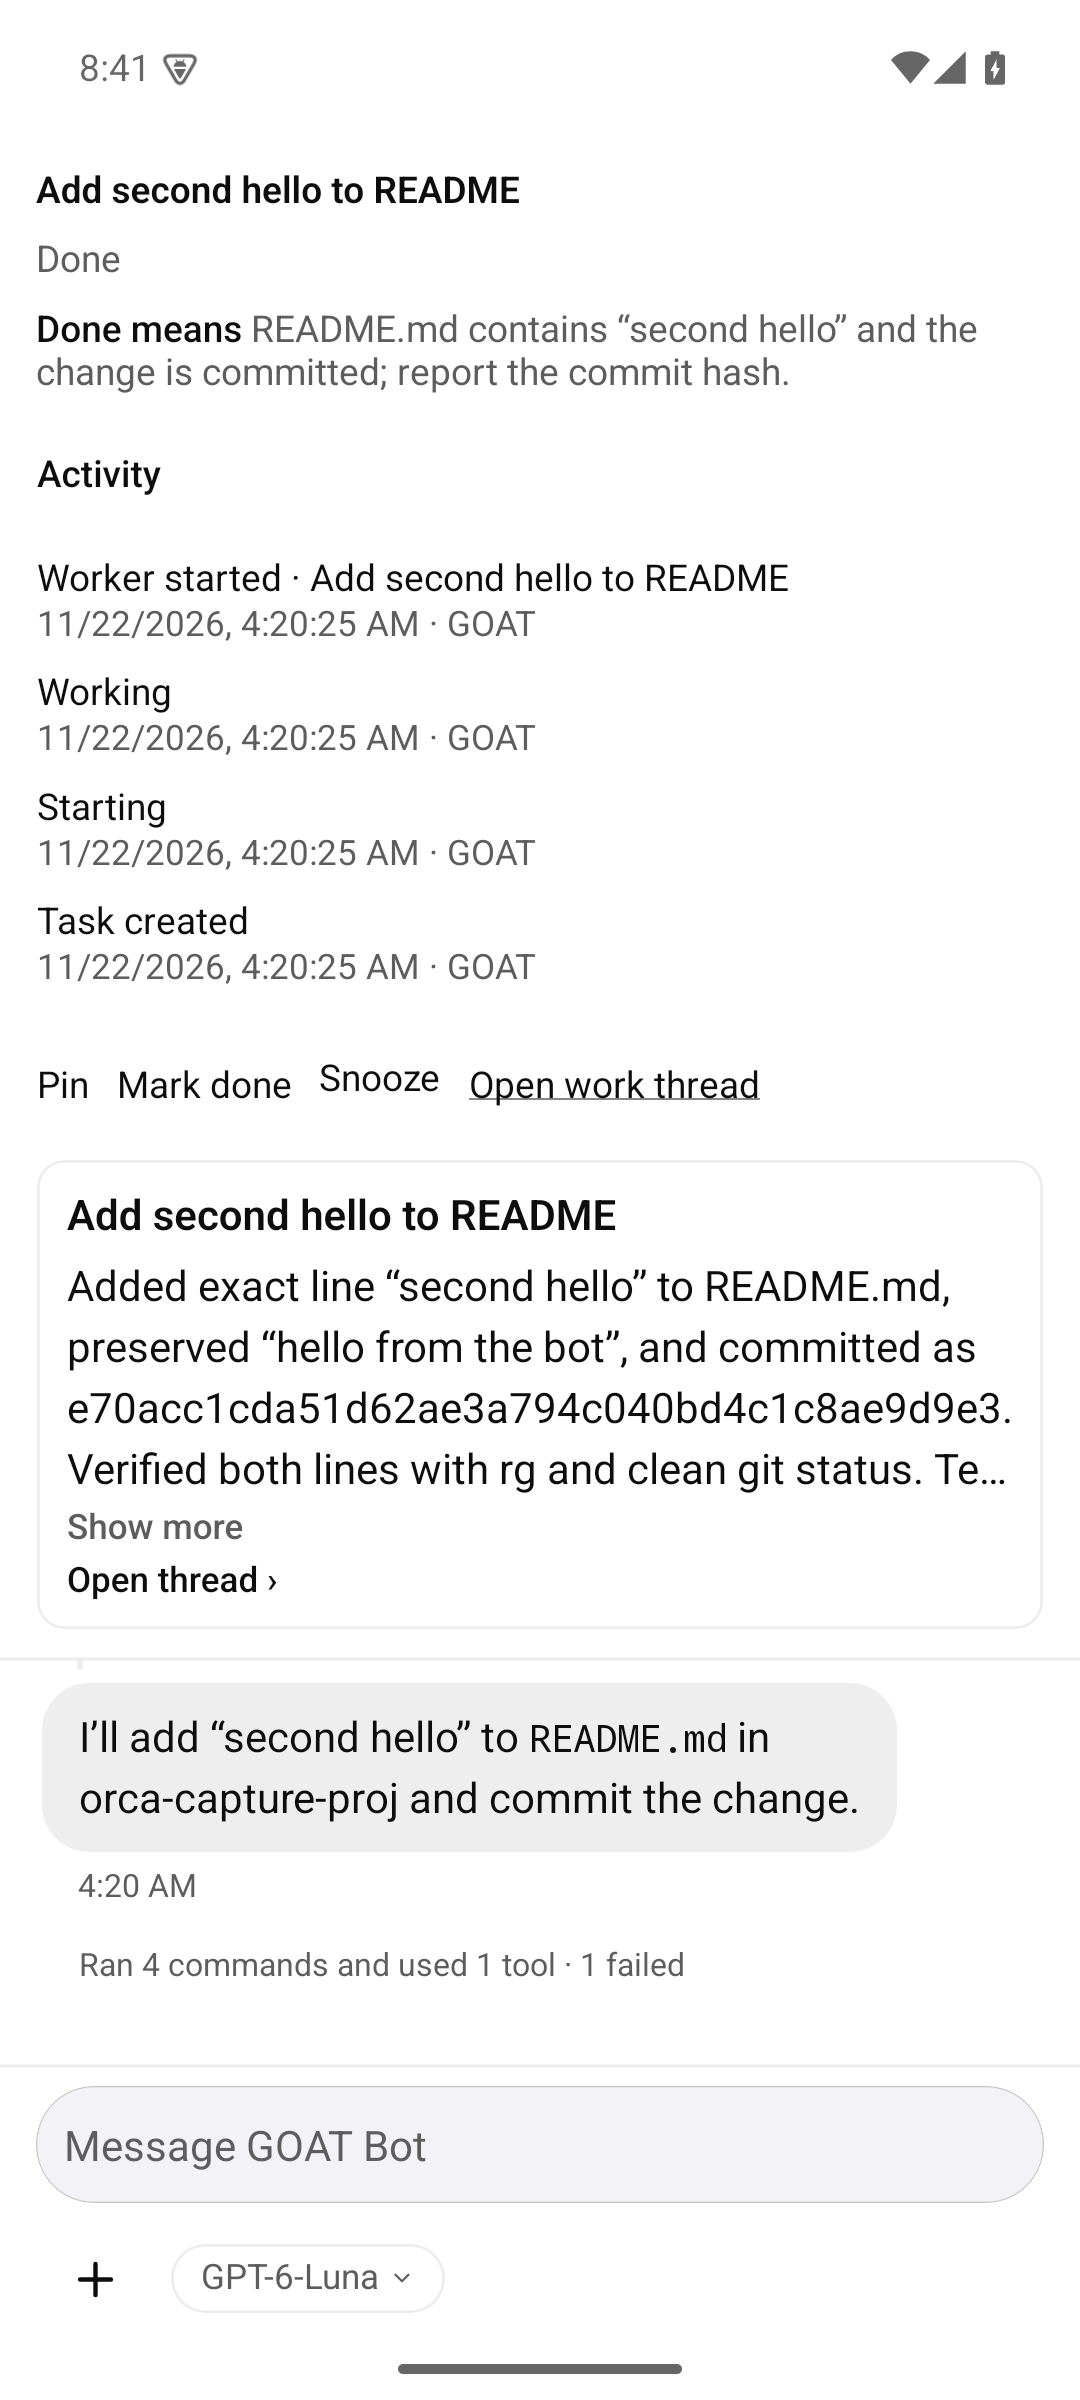 8:41
Add second hello to README
Done
Done means README.md contains “second hello” and the
change is committed; report the commit hash.
Activity
Worker started · Add second hello to README
11/22/2026, 4:20:25 AM · GOAT
Working
11/22/2026, 4:20:25 AM · GOAT
Starting
11/22/2026, 4:20:25 AM · GOAT
Task created
11/22/2026, 4:20:25 AM · GOAT
Pin Mark done Snooze Open work thread
Add second hello to README
Added exact line “second hello” to README.md,
preserved “hello from the bot”, and committed as
e70acc1cda51d62ae3a794c040bd4c1c8ae9d9e3.
Verified both lines with rg and clean git status. Te…
Show more
Open thread ›
I’ll add “second hello” to README.md in
orca-capture-proj and commit the change.
4:20 AM
Ran 4 commands and used 1 tool · 1 failed
Message GOAT Bot
GPT-6-Luna